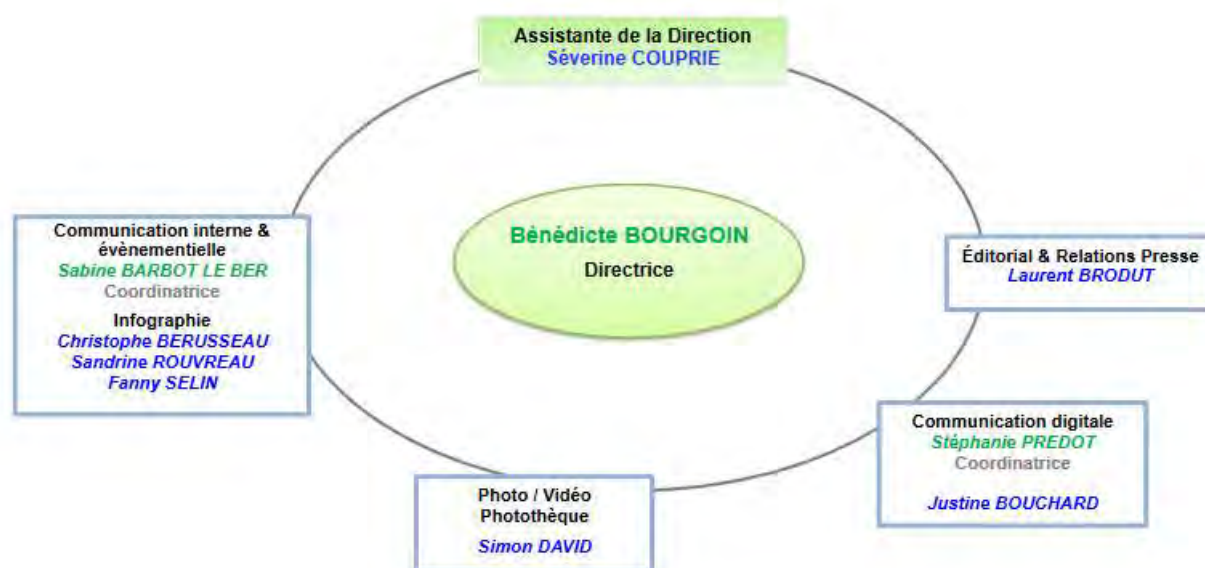 Assistante de la Direction
Séverine COUPRIE
Bénédicte BOURGOIN
Directrice
Communication interne &
évènementielle
Sabine BARBOT LE BER
Coordinatrice
Infographie
Christophe BERUSSEAU
Sandrine ROUVREAU
Fanny SELIN
Éditorial & Relations Presse
Laurent BRODUT
Communication digitale
Stéphanie PREDOT
Coordinatrice
Justine BOUCHARD
Photo / Vidéo
Photothèque
Simon DAVID